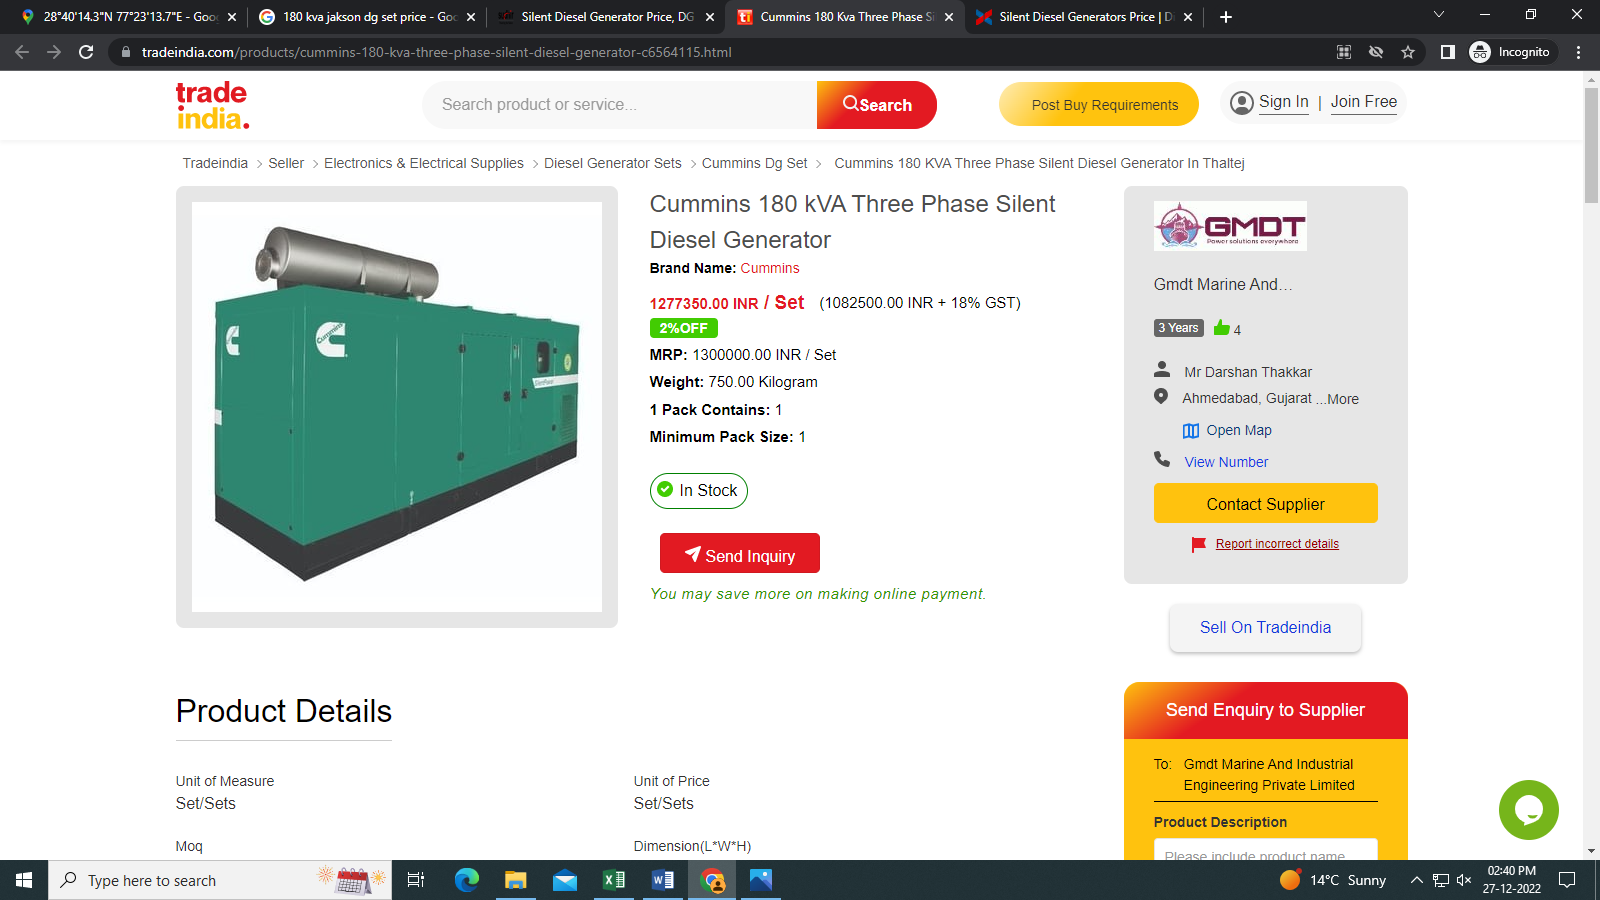 28°40'14.3"N 77°23'13.7"E - Goo
180 kva jakson dg set price - Goo
Silent Diesel Generator Price, DG
Cummins 180 Kva Three Phase Si
Silent Diesel Generators Price | D
tradeindia.com/products/cummins-180-kva-three-phase-silent-diesel-generator-c6564115.html
Incognito
trade
india.
Search product or service...
Search
Post Buy Requirements
Sign In | Join Free
Tradeindia > Seller > Electronics & Electrical Supplies > Diesel Generator Sets > Cummins Dg Set > Cummins 180 KVA Three Phase Silent Diesel Generator In Thaltej
Cummins
Cummins 180 kVA Three Phase Silent
Diesel Generator
Brand Name: Cummins
1277350.00 INR / Set (1082500.00 INR + 18% GST)
2%OFF
MRP: 1300000.00 INR / Set
Weight: 750.00 Kilogram
1 Pack Contains: 1
Minimum Pack Size: 1
In Stock
Send Inquiry
You may save more on making online payment.
GMDT
Power solutions everywhere
Gmdt Marine And...
3 Years 4
Mr Darshan Thakkar
Ahmedabad, Gujarat ...More
Open Map
View Number
Contact Supplier
Report incorrect details
Sell On Tradeindia
Product Details
Unit of Measure
Set/Sets
Unit of Price
Set/Sets
Moq
Dimension(L*W*H)
Send Enquiry to Supplier
To: Gmdt Marine And Industrial
Engineering Private Limited
Product Description
Please include product name
Type here to search
14°C Sunny
02:40 PM
27-12-2022